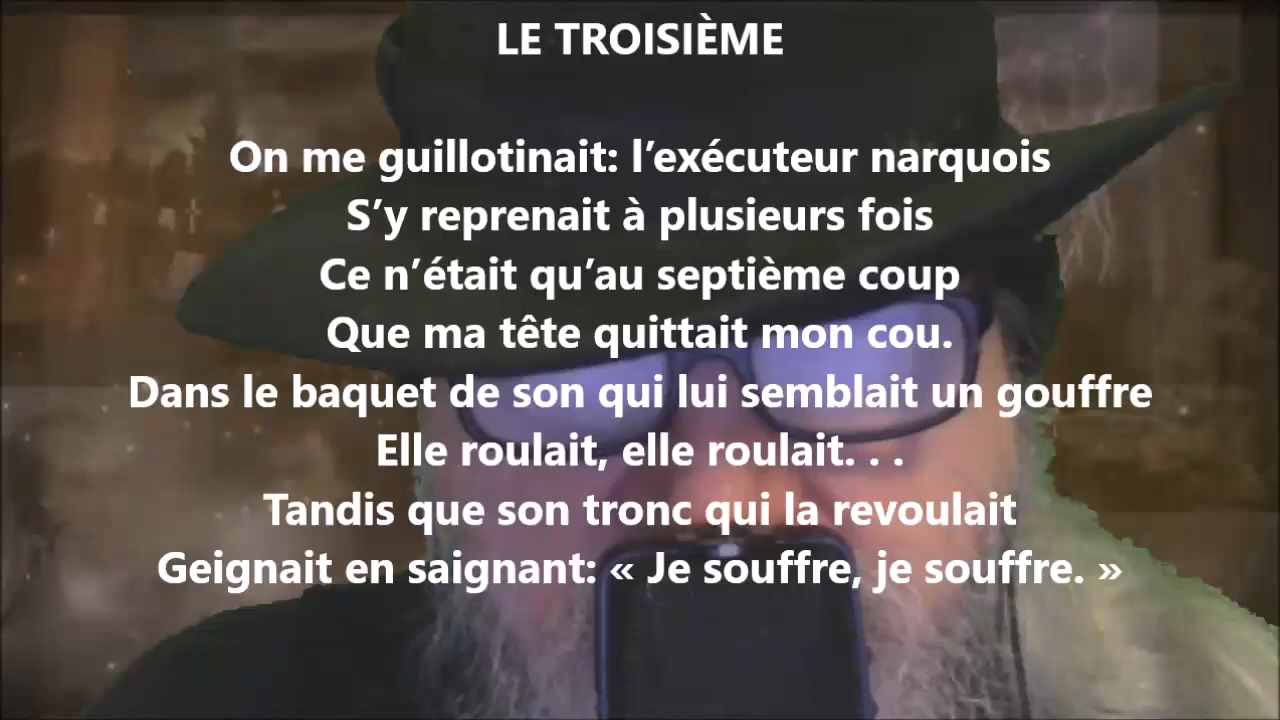 LE TROISIÈME
On me guillotinait: l’exécuteur narquois
S’y reprenait à plusieurs fois
Ce n’était qu’au septième coup
Que ma tête quittait mon cou.
Dans le baquet de son qui lui semblait un gouffre
Elle roulait, elle roulait. . .
Tandis que son tronc qui la revoulait
Geignait en saignant: « Je souffre, je souffre. »